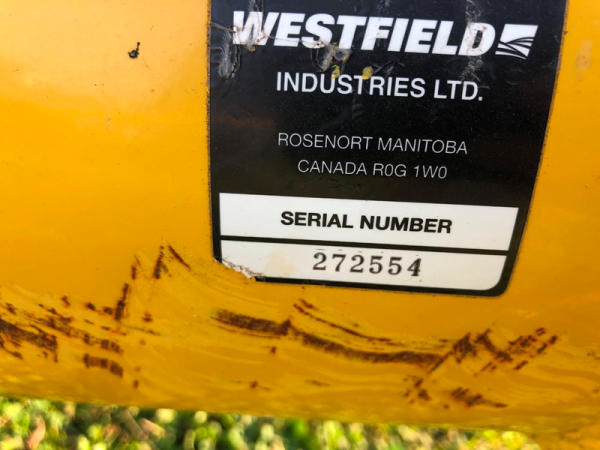 WESTFIELD
INDUSTRIES LTD.
ROSENORT MANITOBA
CANADA R0G 1W0
SERIAL NUMBER
272554